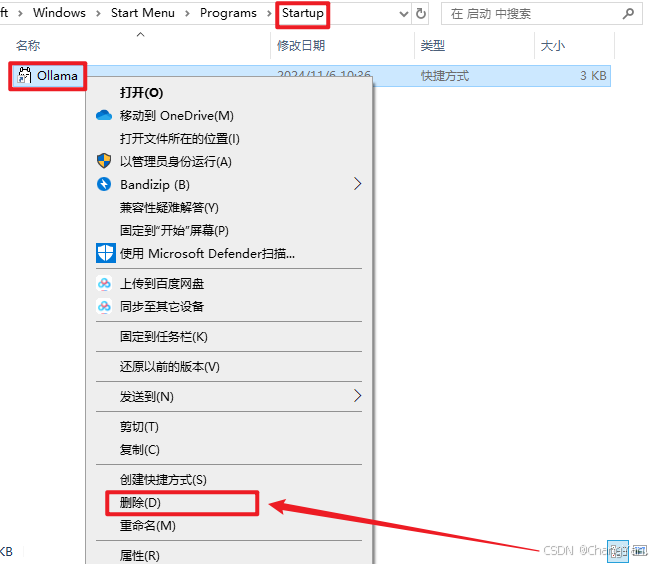 ft > Windows > Start Menu > Programs > Startup
在 启动 中搜索
名称 修改日期 类型 大小
Ollama 2024/11/6 10:36 快捷方式 3 KB
打开(O)
移动到 OneDrive(M)
打开文件所在的位置(I)
以管理员身份运行(A)
Bandizip (B)
兼容性疑难解答(Y)
固定到“开始”屏幕(P)
使用 Microsoft Defender扫描...
上传到百度网盘
同步至其它设备
固定到任务栏(K)
还原以前的版本(V)
发送到(N)
剪切(T)
复制(C)
创建快捷方式(S)
删除(D)
重命名(M)
属性(R)
KB
CSDN